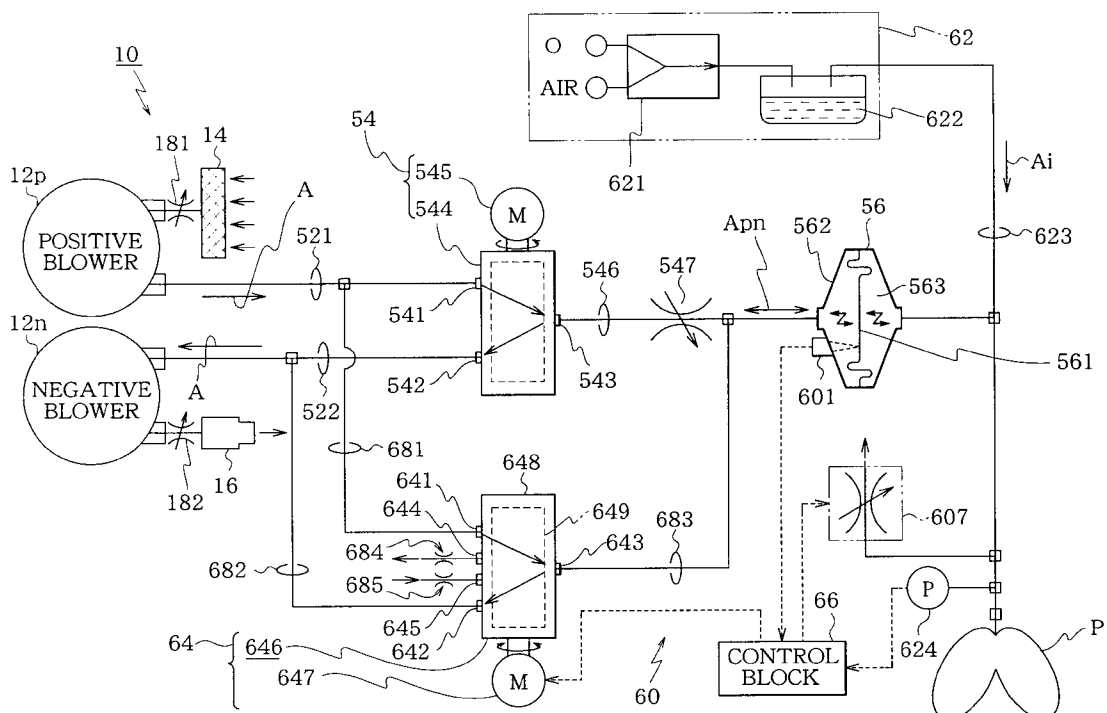 10
12p
181
14
POSITIVE
BLOWER
A
521
12n
NEGATIVE
BLOWER
A
522
182
16
681
682
54
545
544
M
541
542
543
546
547
Apn
O
AIR
621
622
62
Ai
623
56
562
563
561
601
607
648
641
644
649
643
683
684
685
645
642
64
646
647
M
60
66
CONTROL
BLOCK
P
624
P